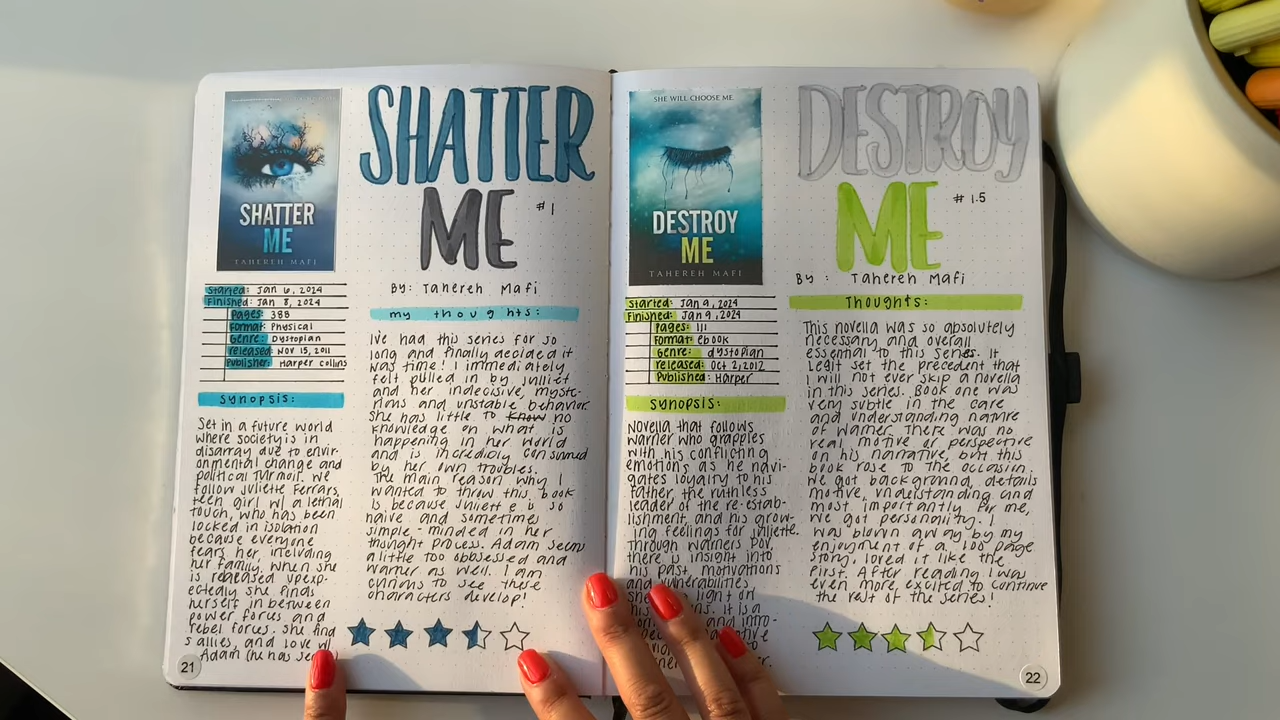 SHATTER
ME
TAHEREH MAFI
SHATTER
ME
#1
By: Tahereh Mafi
Started: Jan 6, 2024
Finished: Jan 8, 2024
Pages: 388
Format: Physical
Genre: Dystopian
released: Nov 15, 2011
Publisher: Harper collins
SYNOPSIS:
Set in a future world
where society is in
disarray due to envir-
onmental change and
political turmoil. We
follow Juliette Ferrars,
teen girl w/ a lethal
touch, who has been
locked in isolation
because everyone
fears her, including
her family. When she
is released unexp-
ectedly she finds
herself in between
power forces and
rebel forces. She find
s allies, and love w/
Adam (he has se
21
my thoughts:
I've had this series for so
long and finally decided it
was time! I immediately
felt pulled in by julliet
and her indecisive, myste-
rious and unstable behavior.
She has little to know no
knowledge on what is
happening in her world
and is incredibly consumed
by her own troubles.
The main reason why I
wanted to throw this book
is because Juliette is so
naive and sometimes
simple minded in her
thought process. Adam seems
a little too obbsessed and
warner as well. I am
curious to see these
characters develop!
SHE WILL CHOOSE ME.
DESTROY
ME
TAHEREH MAFI
DESTROY
ME
#1.5
By: Tahereh Mafi
Started: Jan 9, 2024
Finished: Jan 9, 2024
Pages: 111
Format: Ebook
Genre: dystopian
released: Oct 2, 2012
Published: Harper
SYNOPSIS:
Novella that follows
warner who grapples
with his conflicting
emotions as he navi-
gates loyalty to his
father the ruthless
leader of the re-estab-
lishment, and his grow-
ing feelings for juliette.
Through warners POV
there is insight into
his past, motivations
and vulnerabilities
light on
It is a
and intro-
Thoughts:
This novella was so absolutely
necessary and overall
essential to this series. It
legit set the precedent that
I will not ever skip a novella
in this series. Book one was
very subtle in the care
and understanding nature
of warner. There was no
real motive or perspective
on his narrative, but this
book rose to the occasion.
We got background, details
motive, understanding and
most importantly for me,
we got personality. I
was blown away by my
enjoyment of a 100 page
story, loved it like the
first. After reading I was
even more excited to continue
the rest of the series!
22